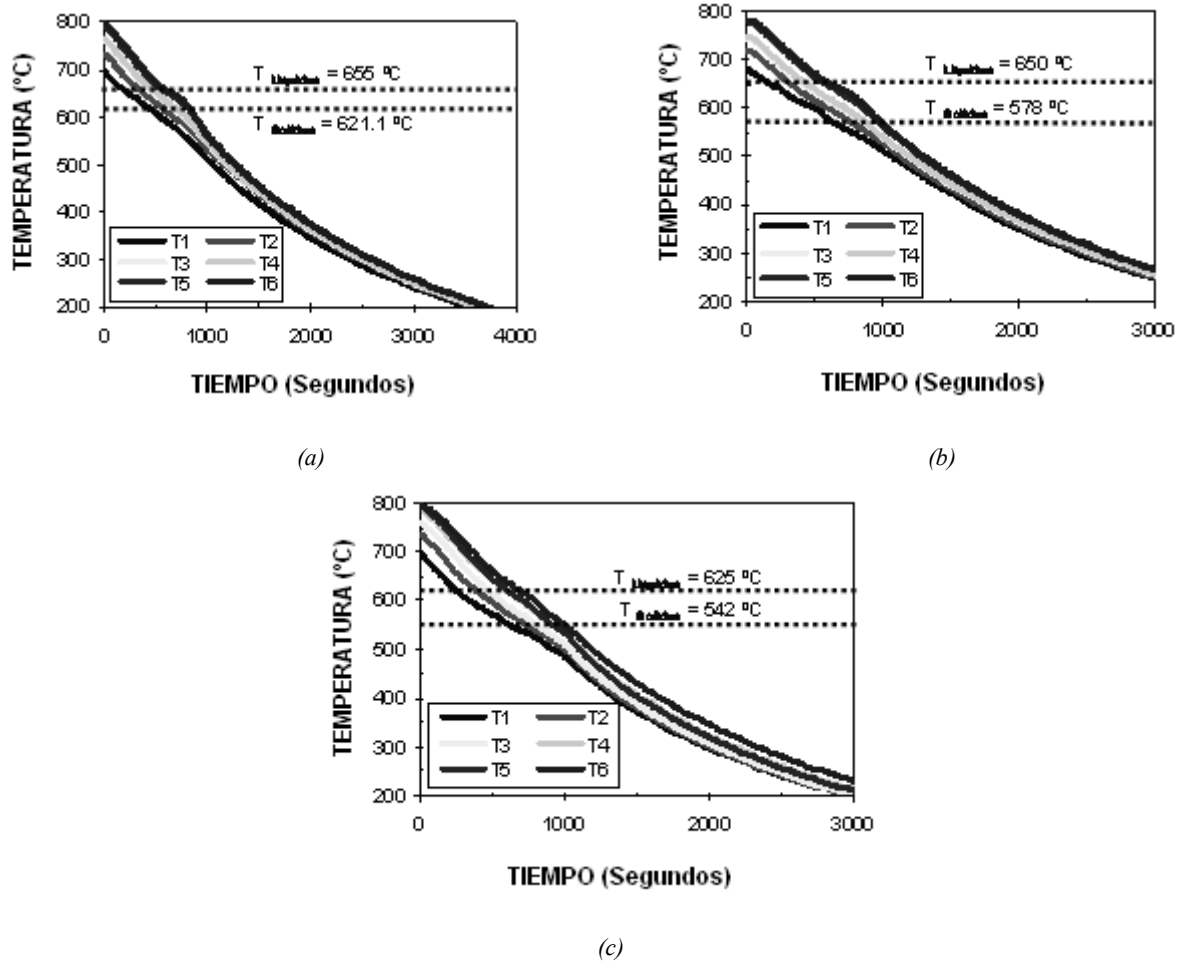 800
700
600
500
400
300
200
TEMPERATURA (ºC)
T = 655 ºC
T = 621.1 ºC
T1 T2
T3 T4
T5 T6
0 1000 2000 3000 4000
TIEMPO (Segundos)
(a)
800
700
600
500
400
300
200
TEMPERATURA (ºC)
T = 650 ºC
T = 578 ºC
T1 T2
T3 T4
T5 T6
0 1000 2000 3000
TIEMPO (Segundos)
(b)
800
700
600
500
400
300
200
TEMPERATURA (ºC)
T = 625 ºC
T = 542 ºC
T1 T2
T3 T4
T5 T6
0 1000 2000 3000
TIEMPO (Segundos)
(c)